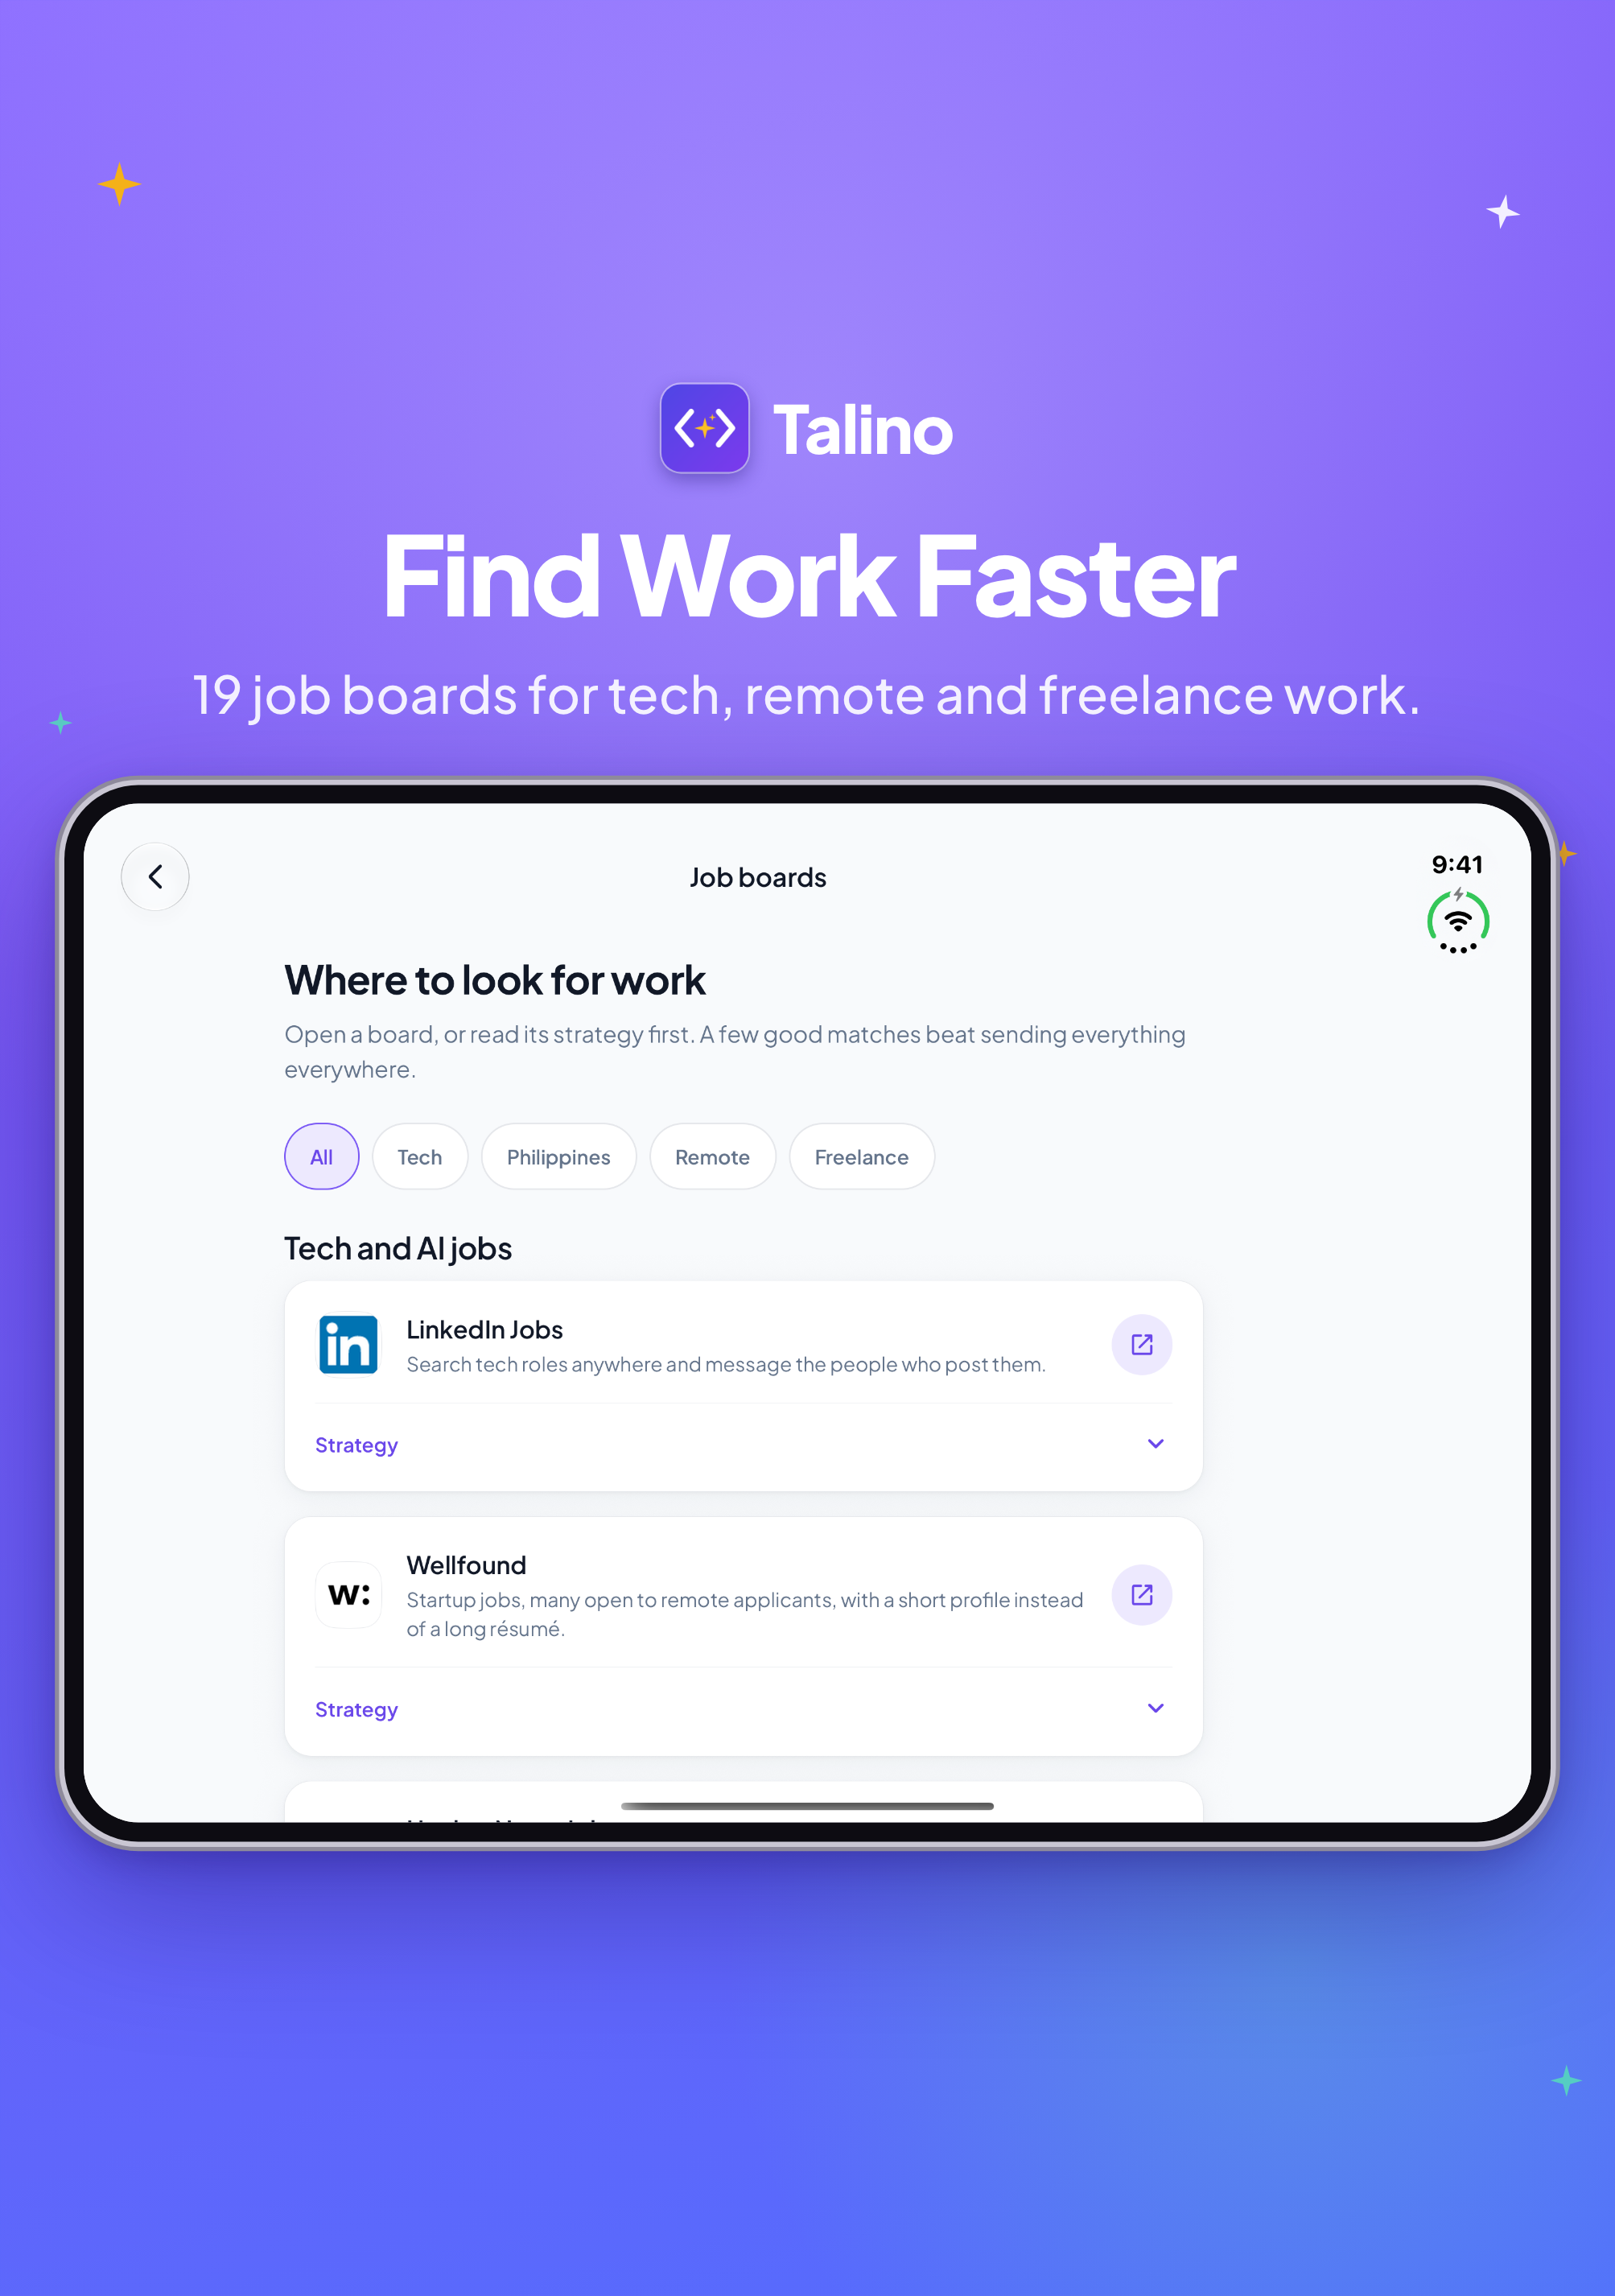 Talino
Find Work Faster
19 job boards for tech, remote and freelance work.
Job boards
9:41
Where to look for work
Open a board, or read its strategy first. A few good matches beat sending everything
everywhere.
All
Tech
Philippines
Remote
Freelance
Tech and AI jobs
in
LinkedIn Jobs
Search tech roles anywhere and message the people who post them.
Strategy
w:
Wellfound
Startup jobs, many open to remote applicants, with a short profile instead
of a long résumé.
Strategy